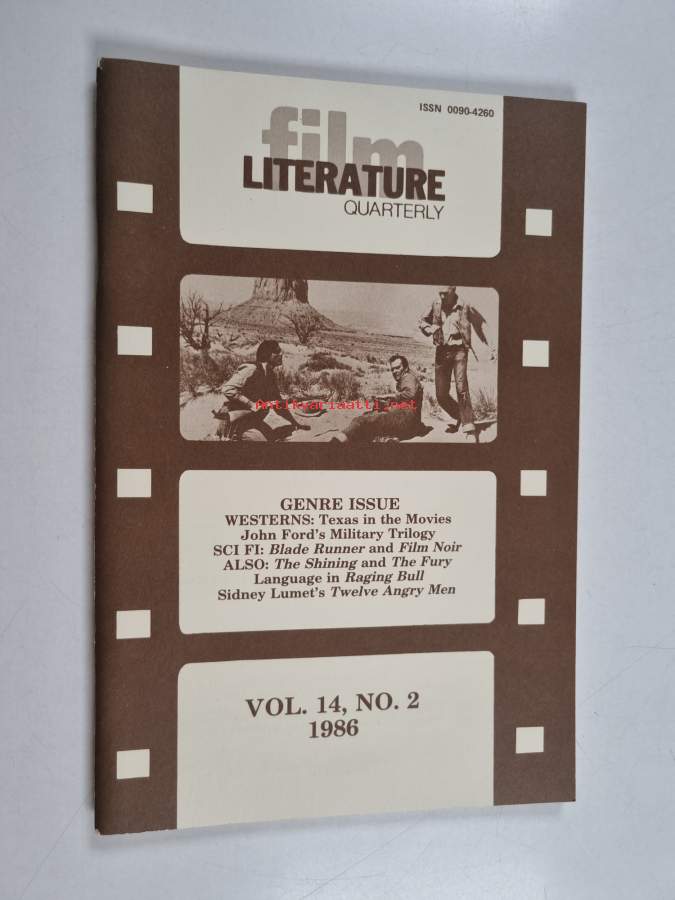 ISSN 0090-4260
film
LITERATURE
QUARTERLY
Antikvariaatti.net
GENRE ISSUE
WESTERNS: Texas in the Movies
John Ford's Military Trilogy
SCI FI: Blade Runner and Film Noir
ALSO: The Shining and The Fury
Language in Raging Bull
Sidney Lumet's Twelve Angry Men
VOL. 14, NO. 2
1986